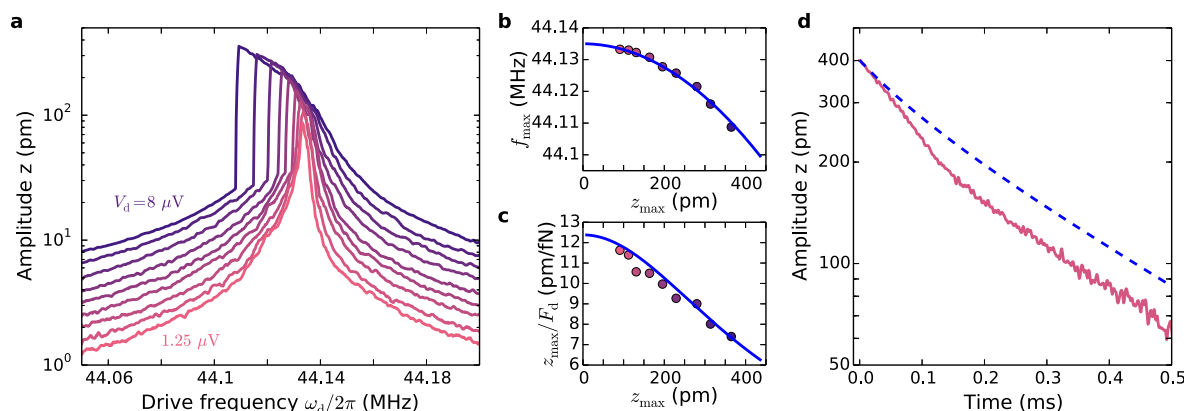 a
Amplitude z (pm)
10²
10¹
10⁰
V_d=8 μV
1.25 μV
44.06
44.1
44.14
44.18
Drive frequency ω_d/2π (MHz)
b
f_max (MHz)
44.14
44.13
44.12
44.11
44.1
0
200
400
z_max (pm)
c
z_max/F_d (pm/fN)
13
12
11
10
9
8
7
6
0
200
400
z_max (pm)
d
Amplitude z (pm)
400
300
200
100
50
0.0
0.1
0.2
0.3
0.4
0.5
Time (ms)